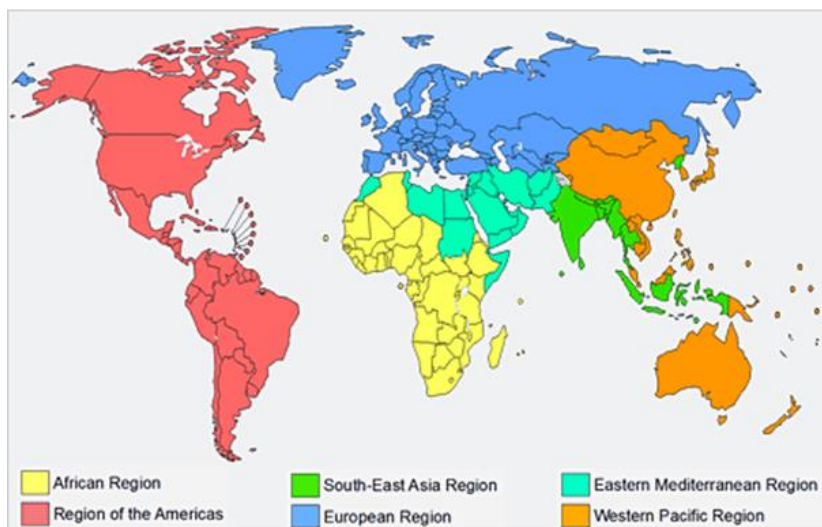 African Region
South-East Asia Region
Eastern Mediterranean Region
Region of the Americas
European Region
Western Pacific Region